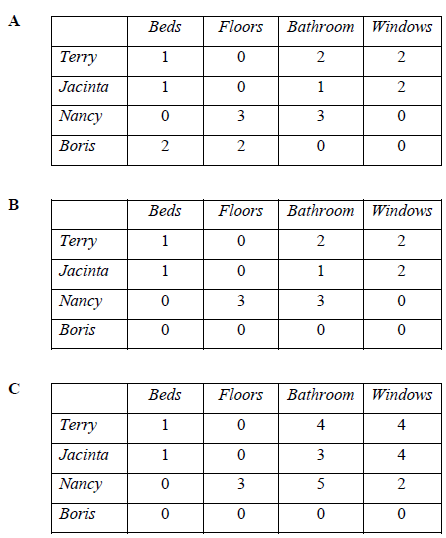 A
Beds Floors Bathroom Windows
Terry 1 0 2 2
Jacinta 1 0 1 2
Nancy 0 3 3 0
Boris 2 2 0 0
B
Beds Floors Bathroom Windows
Terry 1 0 2 2
Jacinta 1 0 1 2
Nancy 0 3 3 0
Boris 0 0 0 0
C
Beds Floors Bathroom Windows
Terry 1 0 4 4
Jacinta 1 0 3 4
Nancy 0 3 5 2
Boris 0 0 0 0